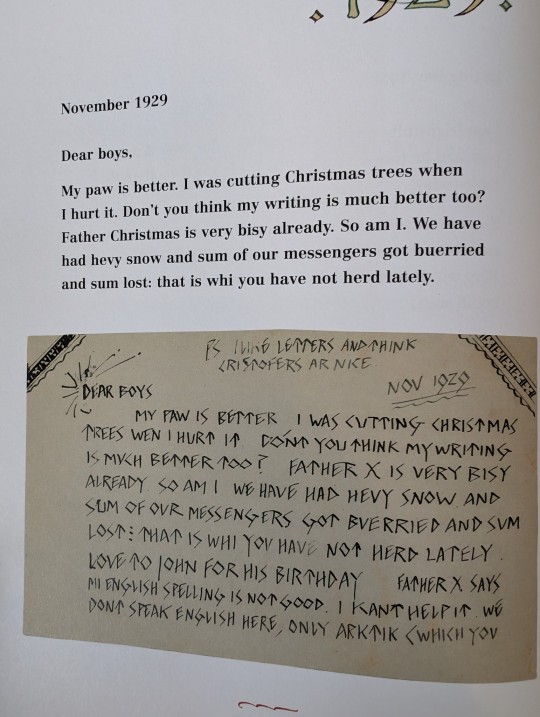 1929.
November 1929
Dear boys,
My paw is better. I was cutting Christmas trees when
I hurt it. Don't you think my writing is much better too?
Father Christmas is very bisy already. So am I. We have
had hevy snow and sum of our messengers got buerried
and sum lost: that is whi you have not herd lately.
PS I LIKE LETTERS AND THINK
CRISTOFERS AR NICE
NOV 1929
DEAR BOYS
MY PAW IS BETTER I WAS CUTTING CHRISTMAS
TREES WEN I HURT IT DONT YOU THINK MY WRITING
IS MUCH BETTER TOO? FATHER X IS VERY BISY
ALREADY SO AM I WE HAVE HAD HEVY SNOW AND
SUM OF OUR MESSENGERS GOT BUERRIED AND SUM
LOST: THAT IS WHI YOU HAVE NOT HERD LATELY.
LOVE TO JOHN FOR HIS BIRTHDAY FATHER X SAYS
MI ENGLISH SPELLING IS NOT GOOD. I KANT HELP IT. WE
DONT SPEAK ENGLISH HERE, ONLY ARKTIK (WHICH YOU